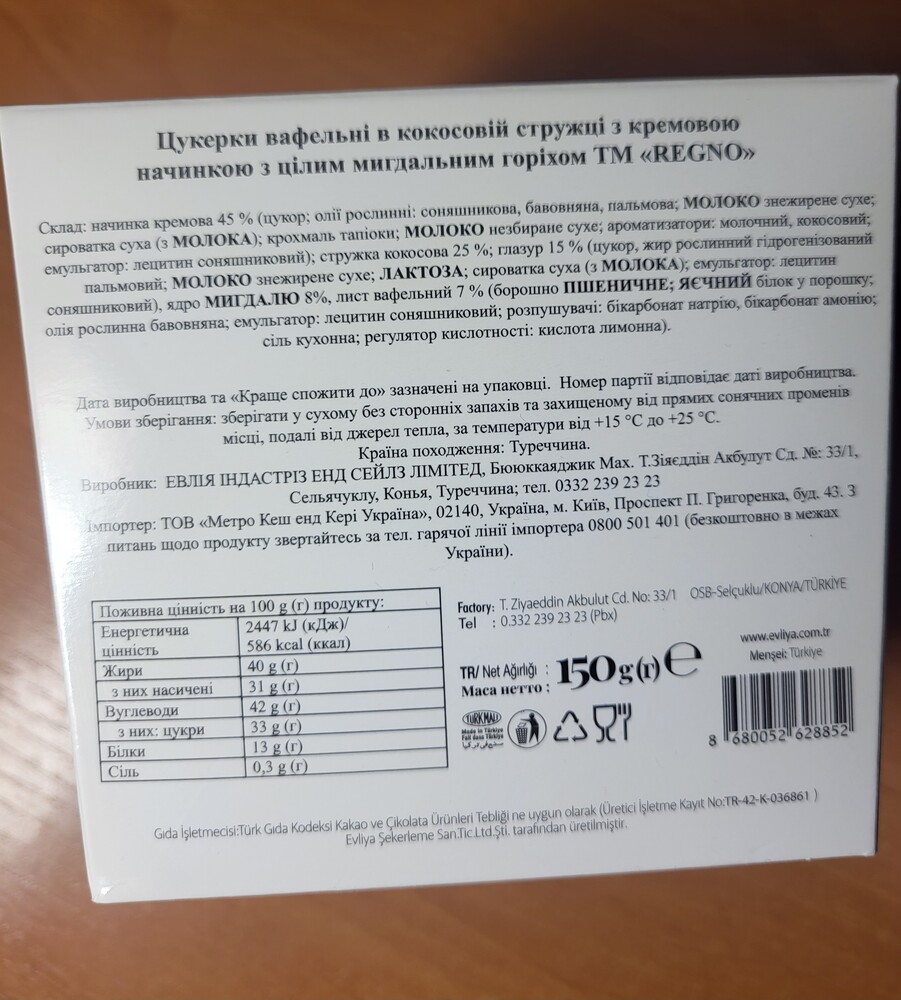 Цукерки вафельні в кокосовій стружці з кремовою
начинкою з цілим мигдальним горіхом ТМ «REGNO»
Склад: начинка кремова 45 % (цукор; олії рослинні: соняшникова, бавовняна, пальмова; МОЛОКО знежирене сухе;
сироватка суха (з МОЛОКА); крохмаль тапіоки; МОЛОКО незбиране сухе; ароматизатори: молочний, кокосовий;
емульгатор: лецитин соняшниковий); стружка кокосова 25 %; глазур 15 % (цукор, жир рослинний гідрогенізований
пальмовий; МОЛОКО знежирене сухе; ЛАКТОЗА; сироватка суха (з МОЛОКА); емульгатор: лецитин
соняшниковий), ядро МИГДАЛЮ 8%, лист вафельний 7 % (борошно ПШЕНИЧНЕ; ЯЄЧНИЙ білок у порошку;
олія рослинна бавовняна; емульгатор: лецитин соняшниковий; розпушувачі: бікарбонат натрію, бікарбонат амонію;
сіль кухонна; регулятор кислотності: кислота лимонна).
Дата виробництва та «Краще спожити до» зазначені на упаковці. Номер партії відповідає даті виробництва.
Умови зберігання: зберігати у сухому без сторонніх запахів та захищеному від прямих сонячних променів
місці, подалі від джерел тепла, за температури від +15 °С до +25 °С.
Країна походження: Туреччина.
Виробник: ЕВЛІЯ ІНДАСТРІЗ ЕНД СЕЙЛЗ ЛІМІТЕД, Бююккаяджик Мах. Т.Зіяєддін Акбулут Сд. №: 33/1,
Сельячуклу, Конья, Туреччина; тел. 0332 239 23 23
Імпортер: ТОВ «Метро Кеш енд Кері Україна», 02140, Україна, м. Київ, Проспект П. Григоренка, буд. 43. З
питань щодо продукту звертайтесь за тел. гарячої лінії імпортера 0800 501 401 (безкоштовно в межах
України).
Поживна цінність на 100 g (г) продукту:
Енергетична цінність 2447 kJ (кДж)/
586 kcal (ккал)
Жири 40 g (г)
з них насичені 31 g (г)
Вуглеводи 42 g (г)
з них: цукри 33 g (г)
Білки 13 g (г)
Сіль 0,3 g (г)
Factory: T. Ziyaeddin Akbulut Cd. No: 33/1 OSB-Selçuklu/KONYA/TÜRKİYE
Tel : 0.332 239 23 23 (Pbx)
www.evliya.com.tr
Menşei: Türkiye
TR/ Net Ağırlığı :
Маса нетто : 150g(г) e
TÜRK MALI
Made in Türkiye
8 680052 628852
Gıda İşletmecisi:Türk Gıda Kodeksi Kakao ve Çikolata Ürünleri Tebliği ne uygun olarak (Üretici İşletme Kayıt No:TR-42-K-036861 )
Evliya Şekerleme San.Tic.Ltd.Şti. tarafından üretilmiştir.